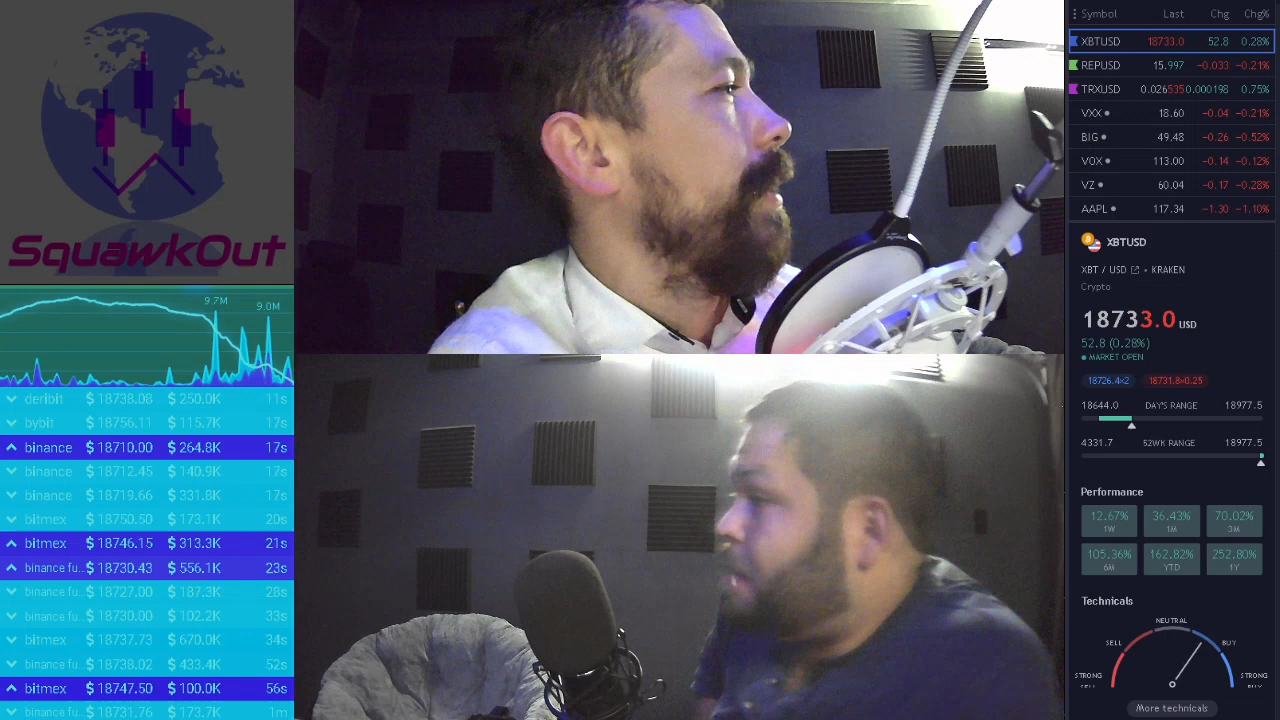 SquawkOut
9.7M
9.0M
deribit $ 18738.08 $ 250.0K 11s
bybit $ 18756.11 $ 115.7K 17s
binance $ 18710.00 $ 264.8K 17s
binance $ 18712.45 $ 140.9K 17s
binance $ 18719.66 $ 331.8K 17s
bitmex $ 18750.50 $ 173.1K 20s
bitmex $ 18746.15 $ 313.3K 21s
binance fu.. $ 18730.43 $ 556.1K 23s
binance fu.. $ 18727.00 $ 187.3K 28s
binance fu.. $ 18730.00 $ 102.2K 33s
bitmex $ 18737.73 $ 670.0K 34s
binance fu.. $ 18738.02 $ 433.4K 52s
bitmex $ 18747.50 $ 100.0K 56s
binance fu.. $ 18731.76 $ 173.7K 1m
Symbol Last Chg Chg%
XBTUSD 18733.0 52.8 0.28%
REPUSD 15.997 −0.033 −0.21%
TRXUSD 0.026535 0.000198 0.75%
VXX 18.60 −0.04 −0.21%
BIG 49.48 −0.26 −0.52%
VOX 113.00 −0.14 −0.12%
VZ 60.04 −0.17 −0.28%
AAPL 117.34 −1.30 −1.10%
XBTUSD
XBT / USD • KRAKEN
Crypto
18733.0 USD
52.8 (0.28%)
MARKET OPEN
18726.4×2 18731.8×0.25
18644.0 DAY'S RANGE 18977.5
4331.7 52WK RANGE 18977.5
Performance
12.67% 36.43% 70.02%
1W 1M 3M
105.36% 162.82% 252.80%
6M YTD 1Y
Technicals
NEUTRAL
SELL BUY
STRONG STRONG
SELL BUY
More technicals